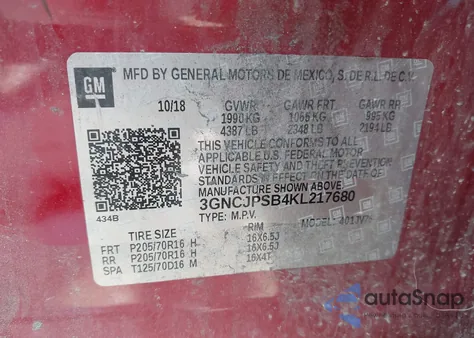 GM
MFD BY GENERAL MOTORS DE MEXICO, S. DE R.L. DE C.V.
10/18 GVWR GAWR FRT GAWR RR
1990 KG 1065 KG 995 KG
4387 LB 2348 LB 2194 LB
THIS VEHICLE CONFORMS TO ALL APPLICABLE
U.S. FEDERAL MOTOR VEHICLE SAFETY AND THEFT PREVENTION
STANDARDS IN EFFECT ON THE DATE OF
MANUFACTURE SHOWN ABOVE.
3GNCJPSB4KL217680
434B TYPE: M.P.V. MODEL:
TIRE SIZE RIM
FRT P205/70R16 H 16X6.5J
RR P205/70R16 H 16X6.5J
SPA T125/70D16 M 16X4T
autoSnap